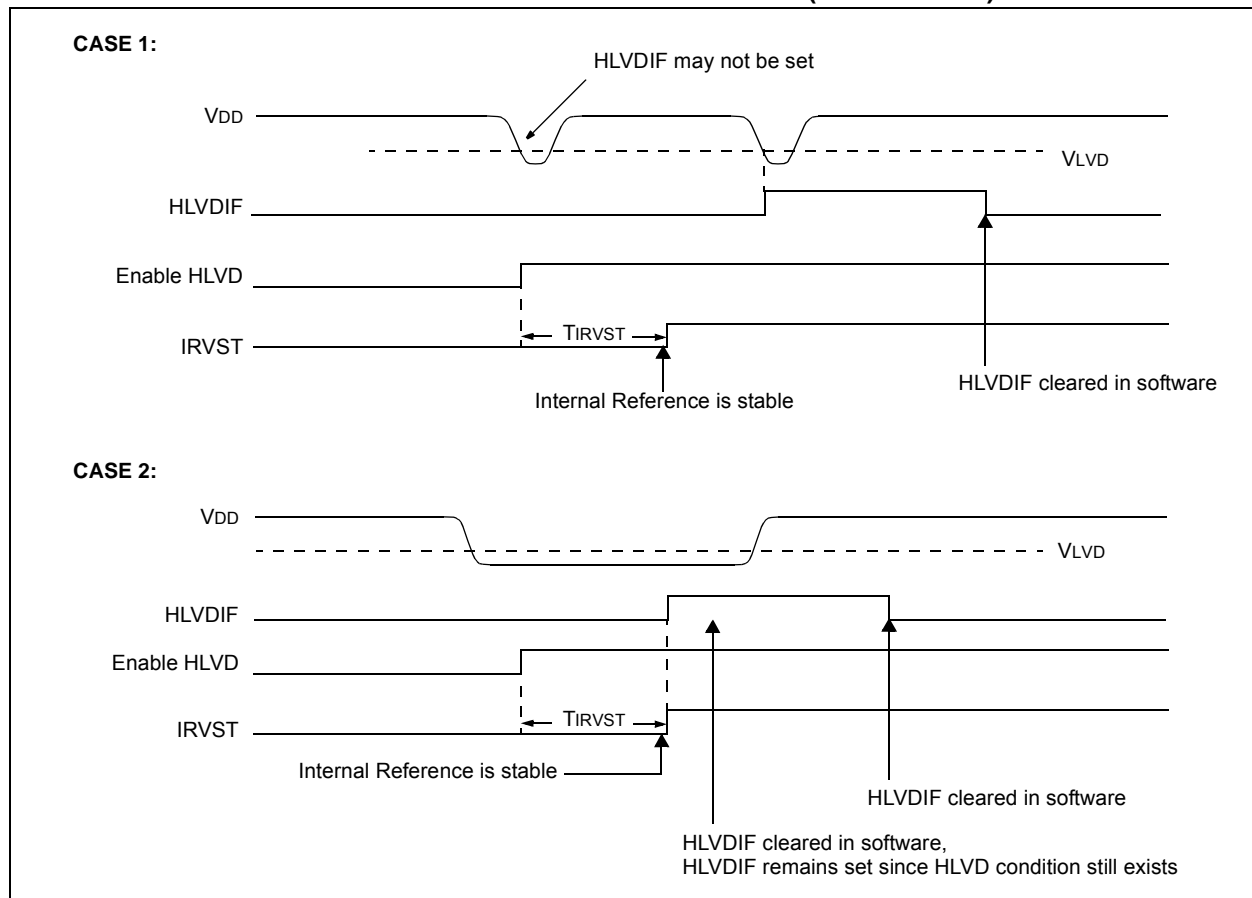 CASE 1:
HLVDIF may not be set
VDD
VLVD
HLVDIF
Enable HLVD
TIRVST
IRVST
HLVDIF cleared in software
Internal Reference is stable
CASE 2:
VDD
VLVD
HLVDIF
Enable HLVD
TIRVST
IRVST
Internal Reference is stable
HLVDIF cleared in software
HLVDIF cleared in software,
HLVDIF remains set since HLVD condition still exists